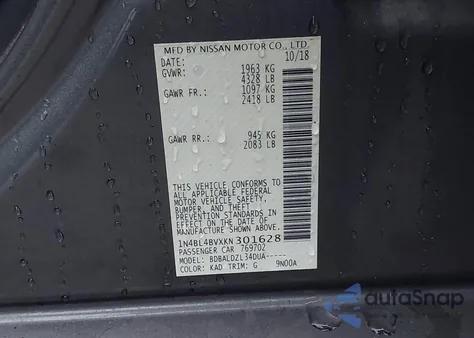 MFD BY NISSAN MOTOR CO., LTD.
DATE: 10/18
GVWR: 1963 KG
4328 LB
GAWR FR.: 1097 KG
2418 LB
GAWR RR.: 945 KG
2083 LB
THIS VEHICLE CONFORMS TO
ALL APPLICABLE FEDERAL
MOTOR VEHICLE SAFETY,
BUMPER, AND THEFT
PREVENTION STANDARDS IN
EFFECT ON THE DATE OF
MANUFACTURE SHOWN ABOVE.
1N4BL4BVXKN301628
PASSENGER CAR 769702
MODEL: BDBALDZL34DUA-----
COLOR: KAD TRIM: G 9N00A
autoSnap